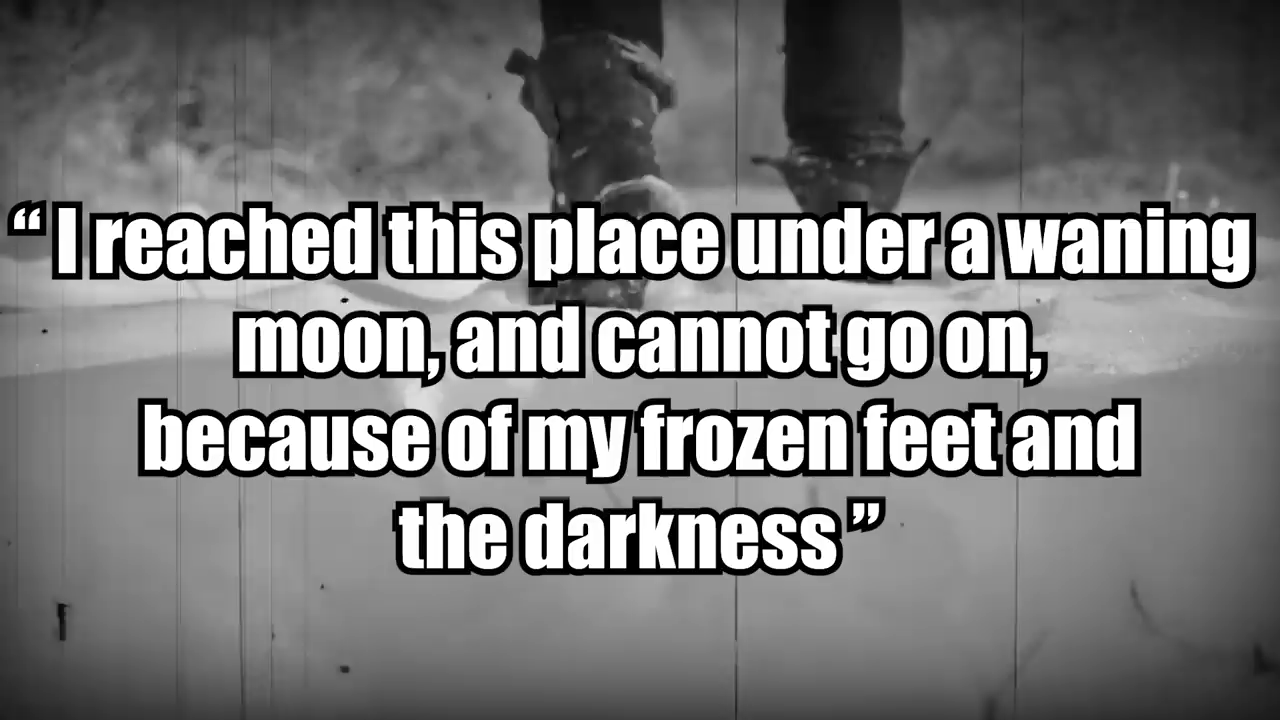 “ I reached this place under a waning
moon, and cannot go on,
because of my frozen feet and
the darkness ”